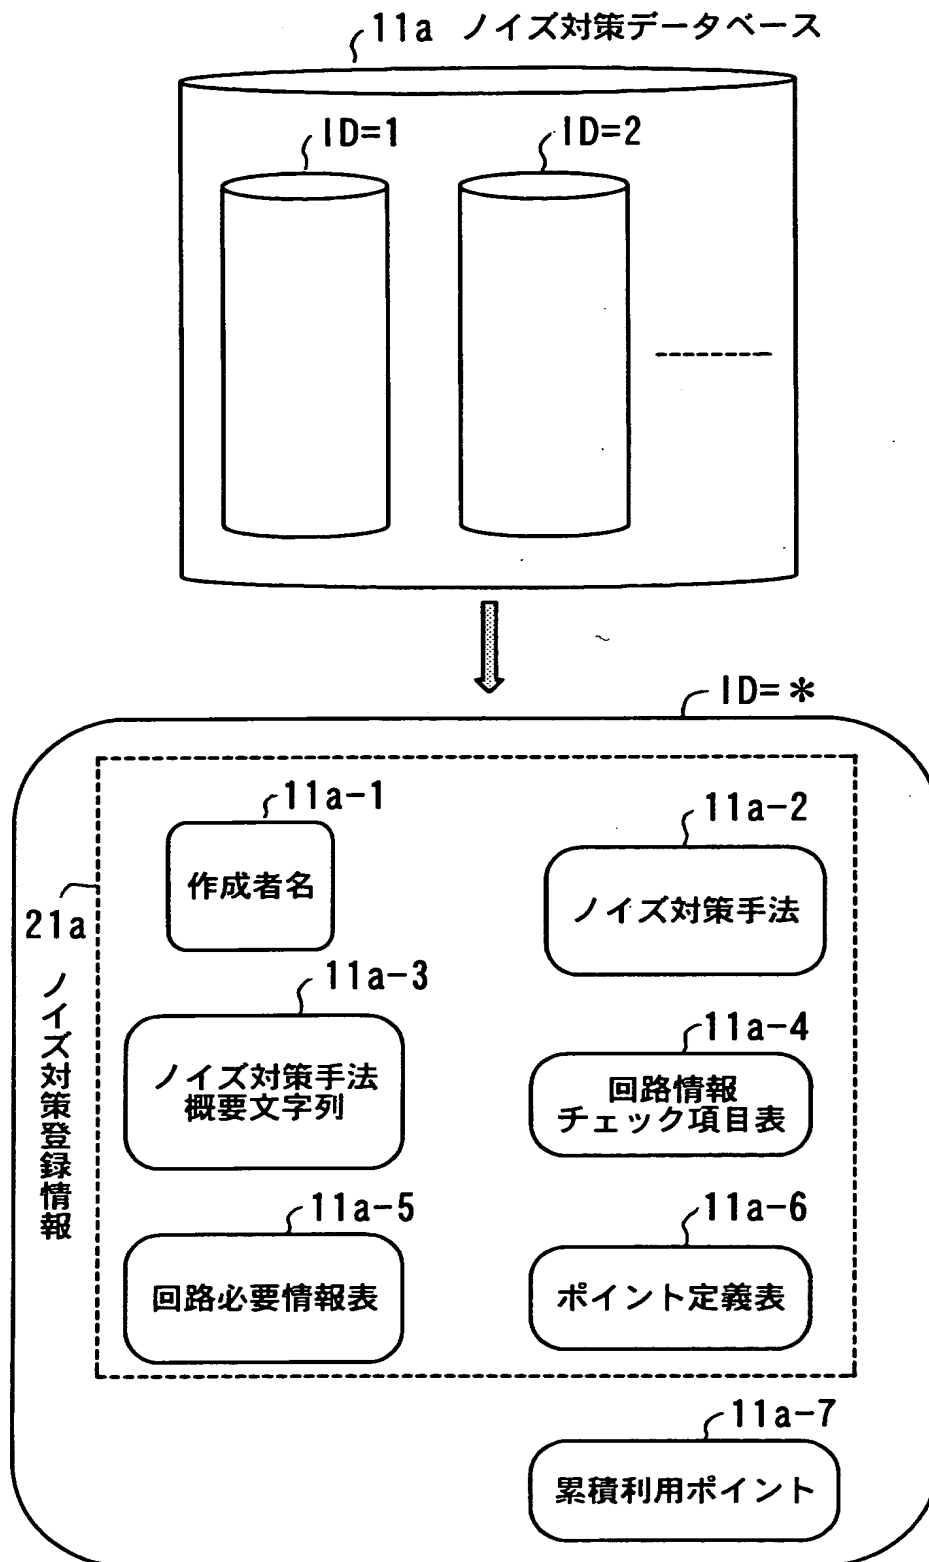 11a ノイズ対策データベース
ID=1
ID=2
ID=*
11a-1
作成者名
11a-2
ノイズ対策手法
21a ノイズ対策登録情報
11a-3
ノイズ対策手法
概要文字列
11a-4
回路情報
チェック項目表
11a-5
回路必要情報表
11a-6
ポイント定義表
11a-7
累積利用ポイント